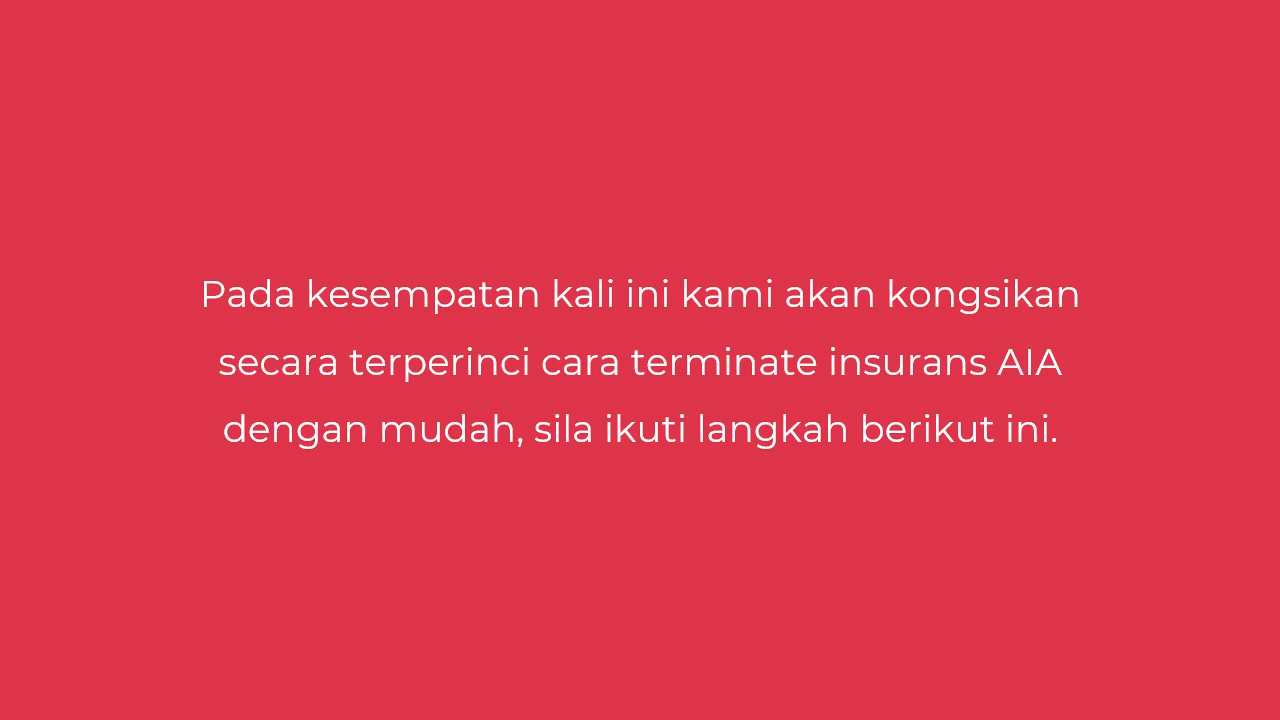 Pada kesempatan kali ini kami akan kongsikan
secara terperinci cara terminate insurans AIA
dengan mudah, sila ikuti langkah berikut ini.